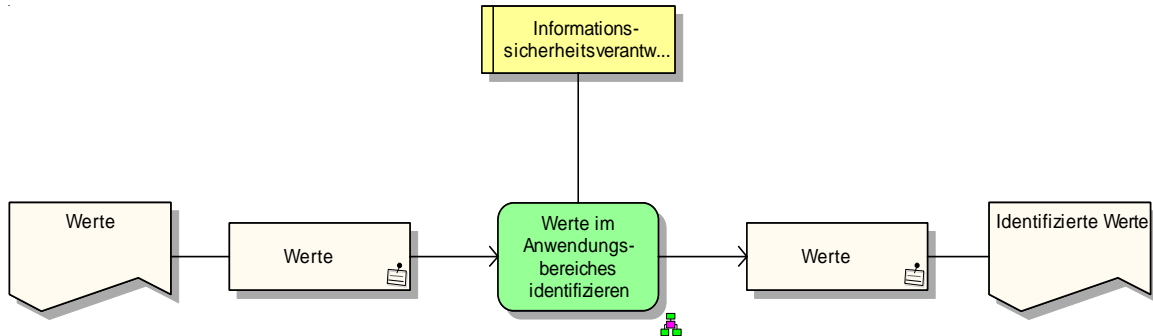 Informations-
sicherheitsverantw...
Werte
Werte
Werte im
Anwendungs-
bereiches
identifizieren
Werte
Identifizierte Werte